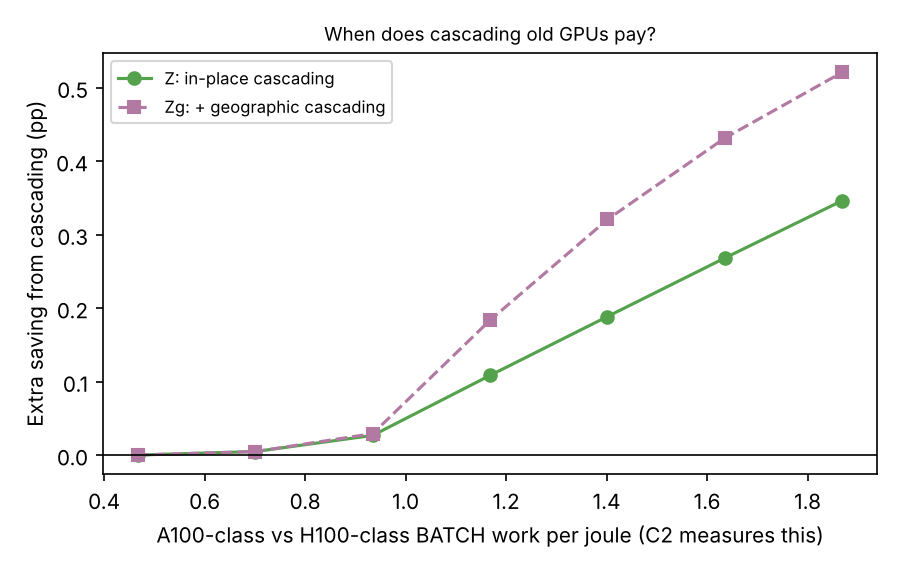 When does cascading old GPUs pay?
Z: in-place cascading
Zg: + geographic cascading
Extra saving from cascading (pp)
0.5
0.4
0.3
0.2
0.1
0.0
0.4 0.6 0.8 1.0 1.2 1.4 1.6 1.8
A100-class vs H100-class BATCH work per joule (C2 measures this)